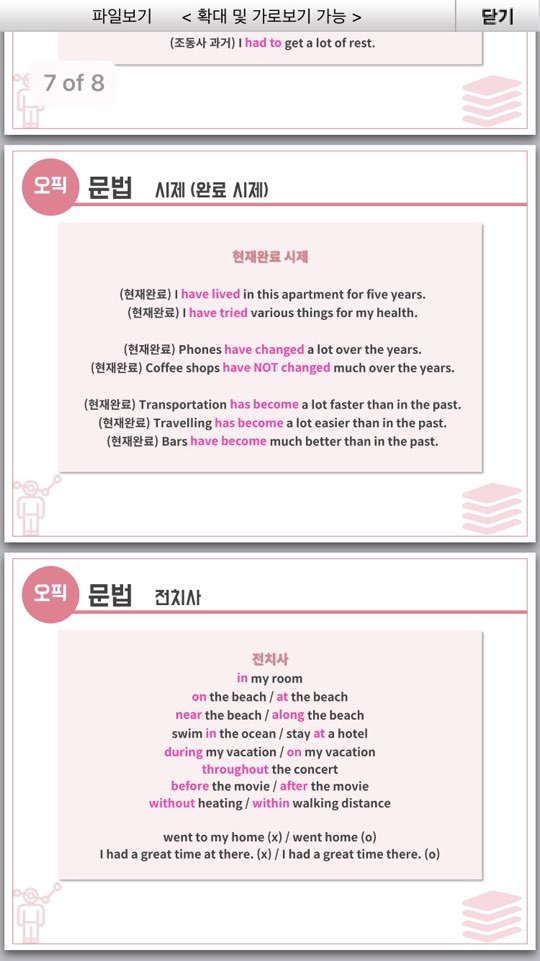 파일보기 < 확대 및 가로보기 가능 > 닫기
(조동사 과거) I had to get a lot of rest.
7 of 8
오픽 문법 시제 (완료 시제)
현재완료 시제
(현재완료) I have lived in this apartment for five years.
(현재완료) I have tried various things for my health.
(현재완료) Phones have changed a lot over the years.
(현재완료) Coffee shops have NOT changed much over the years.
(현재완료) Transportation has become a lot faster than in the past.
(현재완료) Travelling has become a lot easier than in the past.
(현재완료) Bars have become much better than in the past.
오픽 문법 전치사
전치사
in my room
on the beach / at the beach
near the beach / along the beach
swim in the ocean / stay at a hotel
during my vacation / on my vacation
throughout the concert
before the movie / after the movie
without heating / within walking distance
went to my home (x) / went home (o)
I had a great time at there. (x) / I had a great time there. (o)